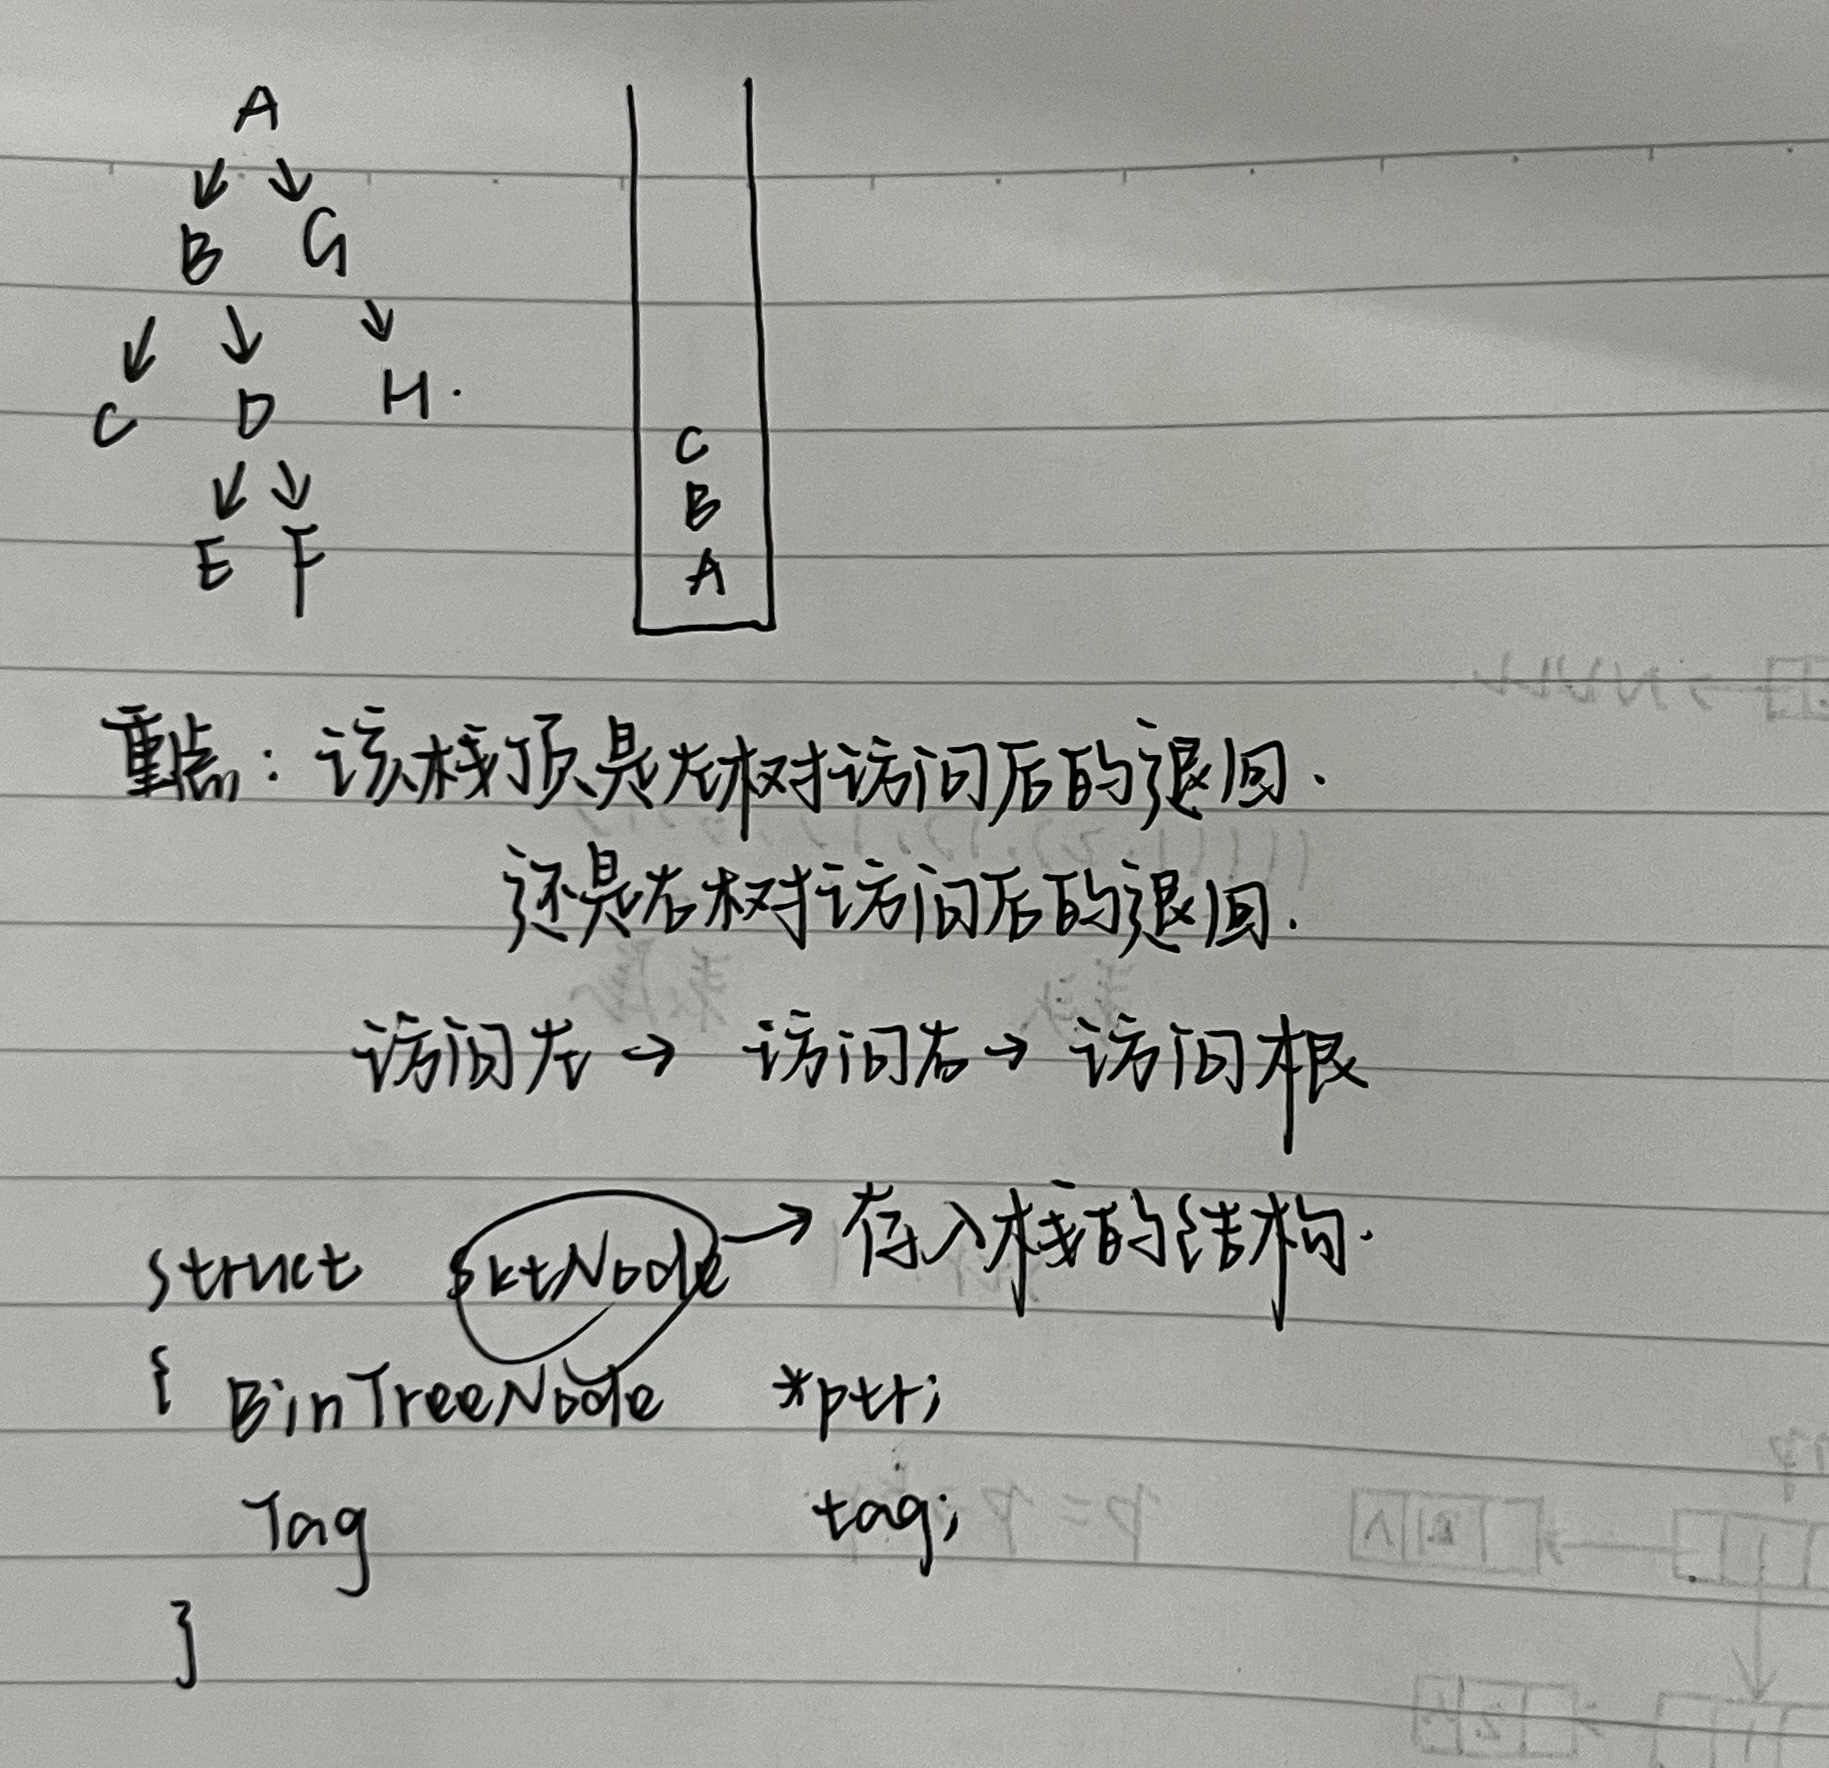 A
B G
C D H.
E F
C
B
A
重点：该栈顶是左树访问后的退回.
还是右树访问后的退回.
访问左 → 访问右 → 访问根
struct SktNode → 存入栈的结构.
{ BinTreeNode *ptr;
Tag tag;
}